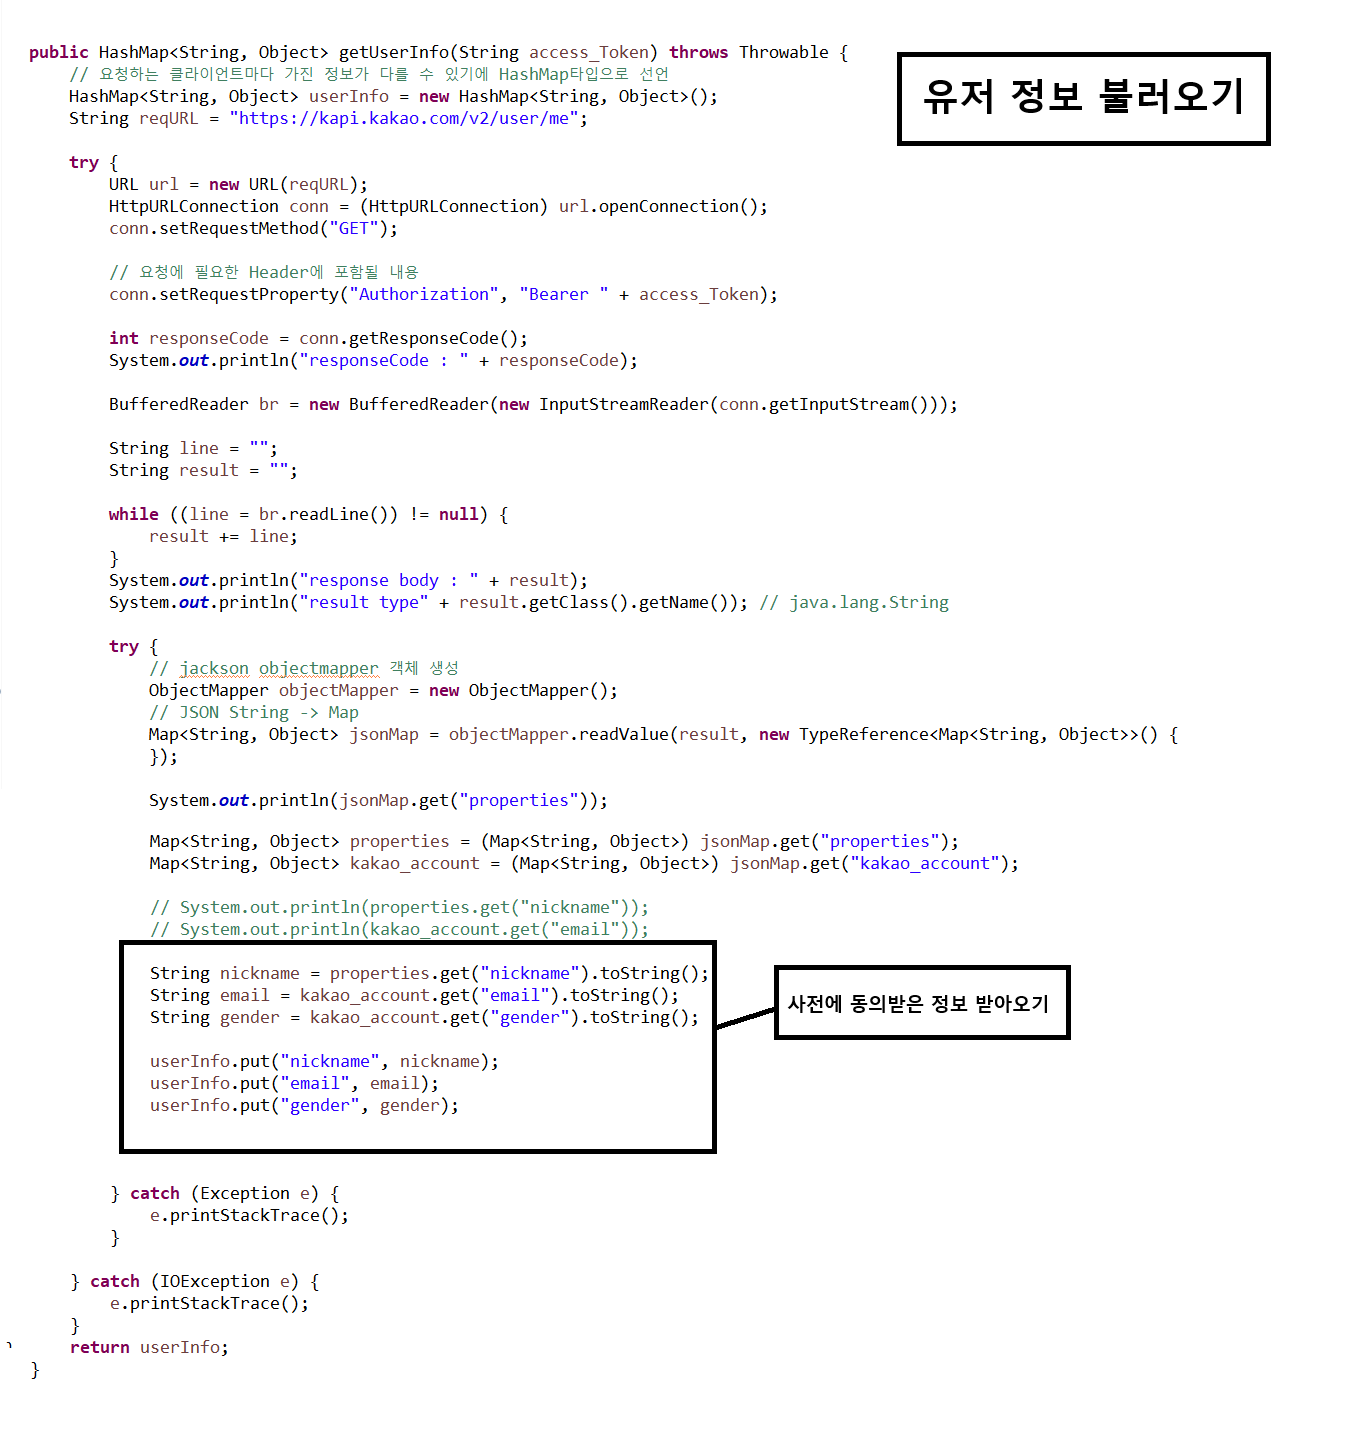 public HashMap<String, Object> getUserInfo(String access_Token) throws Throwable {
// 요청하는 클라이언트마다 가진 정보가 다를 수 있기에 HashMap타입으로 선언
HashMap<String, Object> userInfo = new HashMap<String, Object>();
String reqURL = "https://kapi.kakao.com/v2/user/me";
유저 정보 불러오기
try {
URL url = new URL(reqURL);
HttpURLConnection conn = (HttpURLConnection) url.openConnection();
conn.setRequestMethod("GET");
// 요청에 필요한 Header에 포함될 내용
conn.setRequestProperty("Authorization", "Bearer " + access_Token);
int responseCode = conn.getResponseCode();
System.out.println("responseCode : " + responseCode);
BufferedReader br = new BufferedReader(new InputStreamReader(conn.getInputStream()));
String line = "";
String result = "";
while ((line = br.readLine()) != null) {
result += line;
}
System.out.println("response body : " + result);
System.out.println("result type" + result.getClass().getName()); // java.lang.String
try {
// jackson objectmapper 객체 생성
ObjectMapper objectMapper = new ObjectMapper();
// JSON String -> Map
Map<String, Object> jsonMap = objectMapper.readValue(result, new TypeReference<Map<String, Object>>() {
});
System.out.println(jsonMap.get("properties"));
Map<String, Object> properties = (Map<String, Object>) jsonMap.get("properties");
Map<String, Object> kakao_account = (Map<String, Object>) jsonMap.get("kakao_account");
// System.out.println(properties.get("nickname"));
// System.out.println(kakao_account.get("email"));
String nickname = properties.get("nickname").toString();
String email = kakao_account.get("email").toString();
String gender = kakao_account.get("gender").toString();
사전에 동의받은 정보 받아오기
userInfo.put("nickname", nickname);
userInfo.put("email", email);
userInfo.put("gender", gender);
} catch (Exception e) {
e.printStackTrace();
}
} catch (IOException e) {
e.printStackTrace();
}
return userInfo;
}